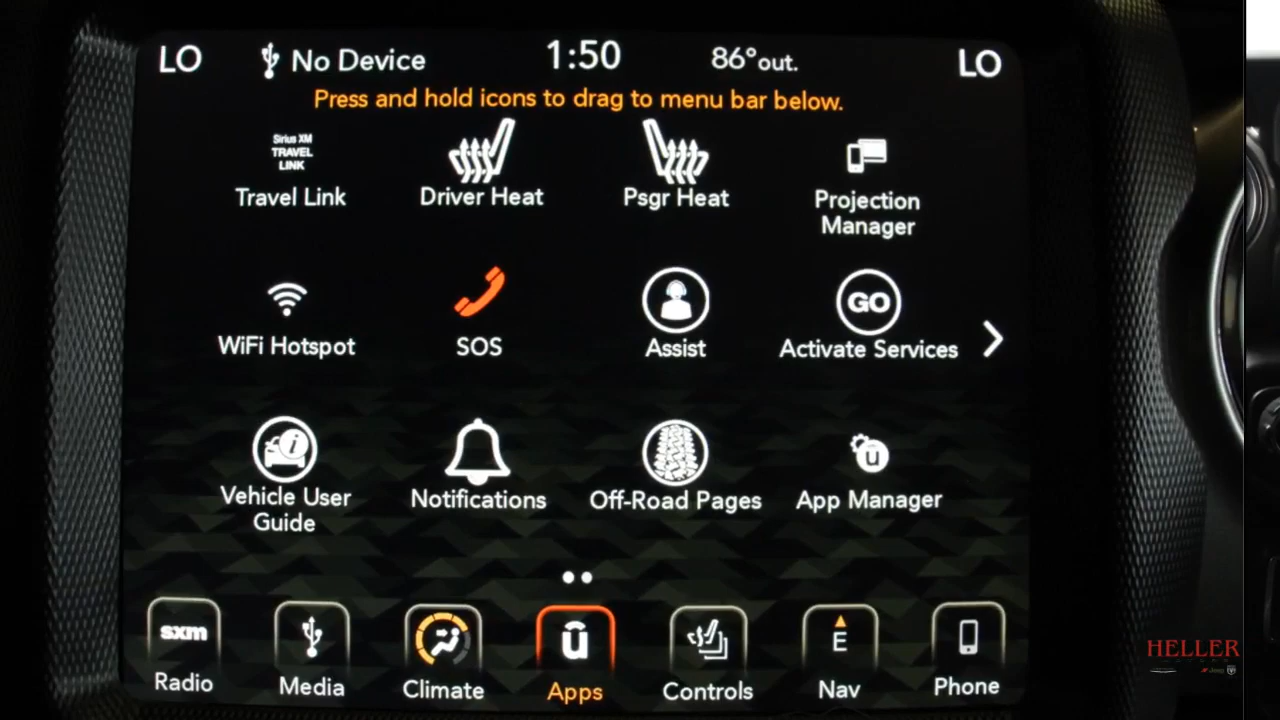 LO No Device 1:50 86°out. LO
Press and hold icons to drag to menu bar below.
Sirius XM
TRAVEL
LINK
Travel Link
Driver Heat
Psgr Heat
Projection
Manager
WiFi Hotspot
SOS
Assist
GO
Activate Services
Vehicle User
Guide
Notifications
Off-Road Pages
u
App Manager
sxm
Radio
Media
Climate
u
Apps
Controls
E
Nav
Phone
HELLER
Jeep